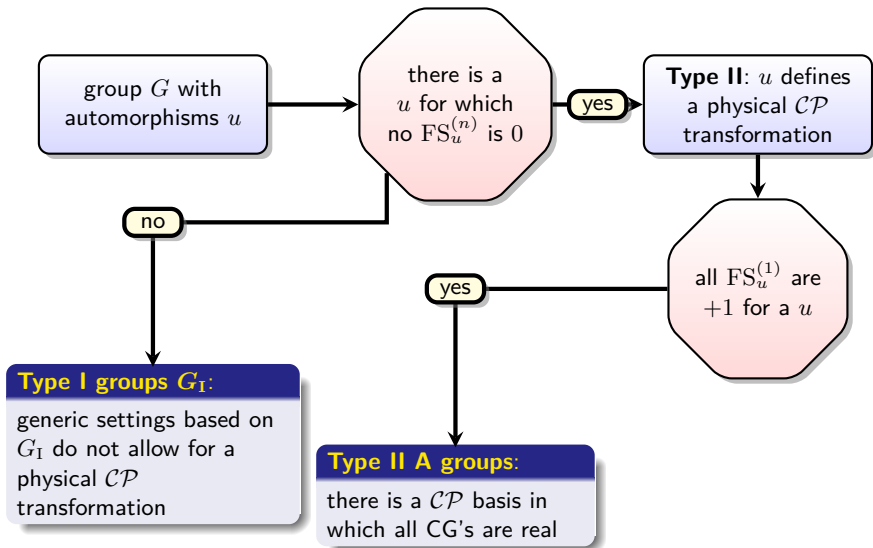 group G with
automorphisms u
there is a
u for which
no FS_u^{(n)} is 0
yes
Type II: u defines
a physical CP
transformation
no
all FS_u^{(1)} are
+1 for a u
yes
Type I groups G_I:
generic settings based on
G_I do not allow for a
physical CP
transformation
Type II A groups:
there is a CP basis in
which all CG's are real